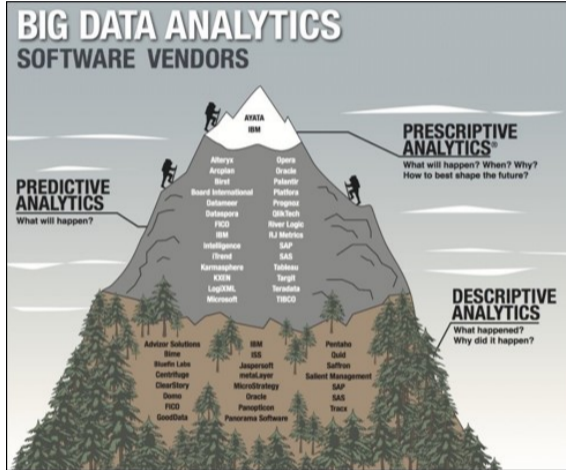 BIG DATA ANALYTICS
SOFTWARE VENDORS
AYATA
IBM
PRESCRIPTIVE
ANALYTICS®
What will happen? When? Why?
How to best shape the future?
PREDICTIVE
ANALYTICS
What will happen?
Alteryx
Arcplan
Birst
Board International
Datameer
Dataspora
FICO
IBM
Intelligence
iTrend
Karmasphere
KXEN
LogiXML
Microsoft
Opera
Oracle
Palantir
Platfora
Prognoz
QlikTech
River Logic
RJ Metrics
SAP
SAS
Tableau
Targit
Teradata
TIBCO
DESCRIPTIVE
ANALYTICS
What happened?
Why did it happen?
Advizor Solutions
Bime
Bluefin Labs
Centrifuge
ClearStory
Domo
FICO
GoodData
IBM
ISS
Jaspersoft
metaLayer
MicroStrategy
Oracle
Panopticon
Panorama Software
Pentaho
Quid
Saffron
Salient Management
SAP
SAS
Tracx